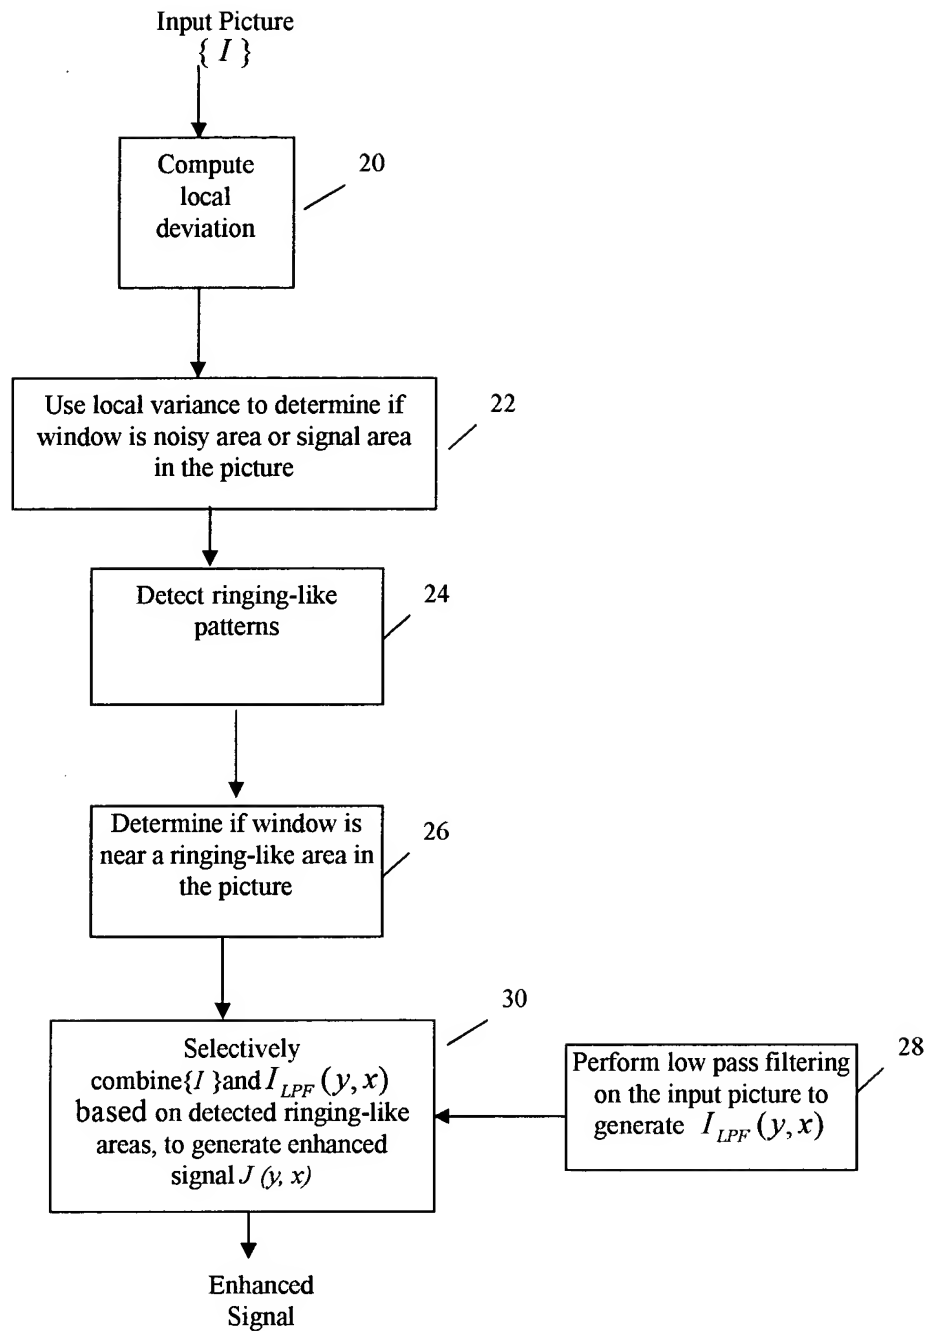 Input Picture
{ I }
Compute
local
deviation
20
Use local variance to determine if
window is noisy area or signal area
in the picture
22
Detect ringing-like
patterns
24
Determine if window is
near a ringing-like area in
the picture
26
Selectively
combine{I }and I_LPF (y, x)
based on detected ringing-like
areas, to generate enhanced
signal J (y, x)
30
Perform low pass filtering
on the input picture to
generate I_LPF (y, x)
28
Enhanced
Signal